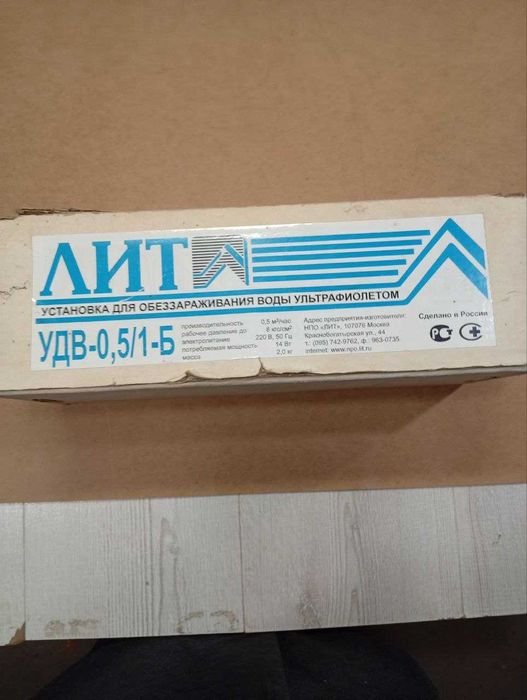 ЛИТ
УСТАНОВКА ДЛЯ ОБЕЗЗАРАЖИВАНИЯ ВОДЫ УЛЬТРАФИОЛЕТОМ
УДВ-0,5/1-Б
производительность 0,5 м³/час
рабочее давление до 6 кгс/см²
электропитание 220 В, 50 Гц
потребляемая мощность 14 Вт
масса 2,0 кг
Адрес предприятия-изготовителя:
НПО "ЛИТ", 107076 Москва
Краснобогатырская ул., 44
т.: (095) 742-9762, ф.: 963-0735
internet: www.npo.lit.ru
Сделано в России